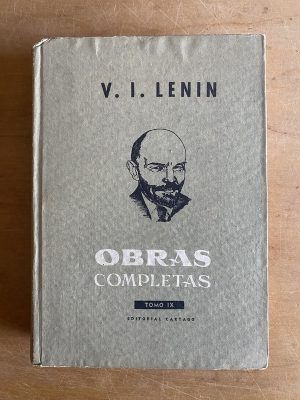 V. I. LENIN
OBRAS
COMPLETAS
TOMO IX
EDITORIAL CARTAGO